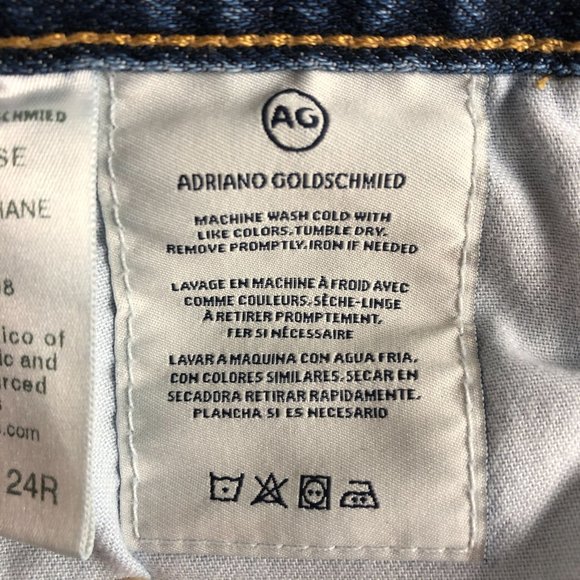 SCHMIED
SE
HANE
8
ico of
ic and
urced
s
s.com
24R
AG
ADRIANO GOLDSCHMIED
MACHINE WASH COLD WITH
LIKE COLORS. TUMBLE DRY.
REMOVE PROMPTLY. IRON IF NEEDED
LAVAGE EN MACHINE À FROID AVEC
COMME COULEURS. SÈCHE-LINGE
À RETIRER PROMPTEMENT.
FER SI NÉCESSAIRE
LAVAR A MAQUINA CON AGUA FRIA,
CON COLORES SIMILARES. SECAR EN
SECADORA RETIRAR RAPIDAMENTE.
PLANCHA SI ES NECESARIO